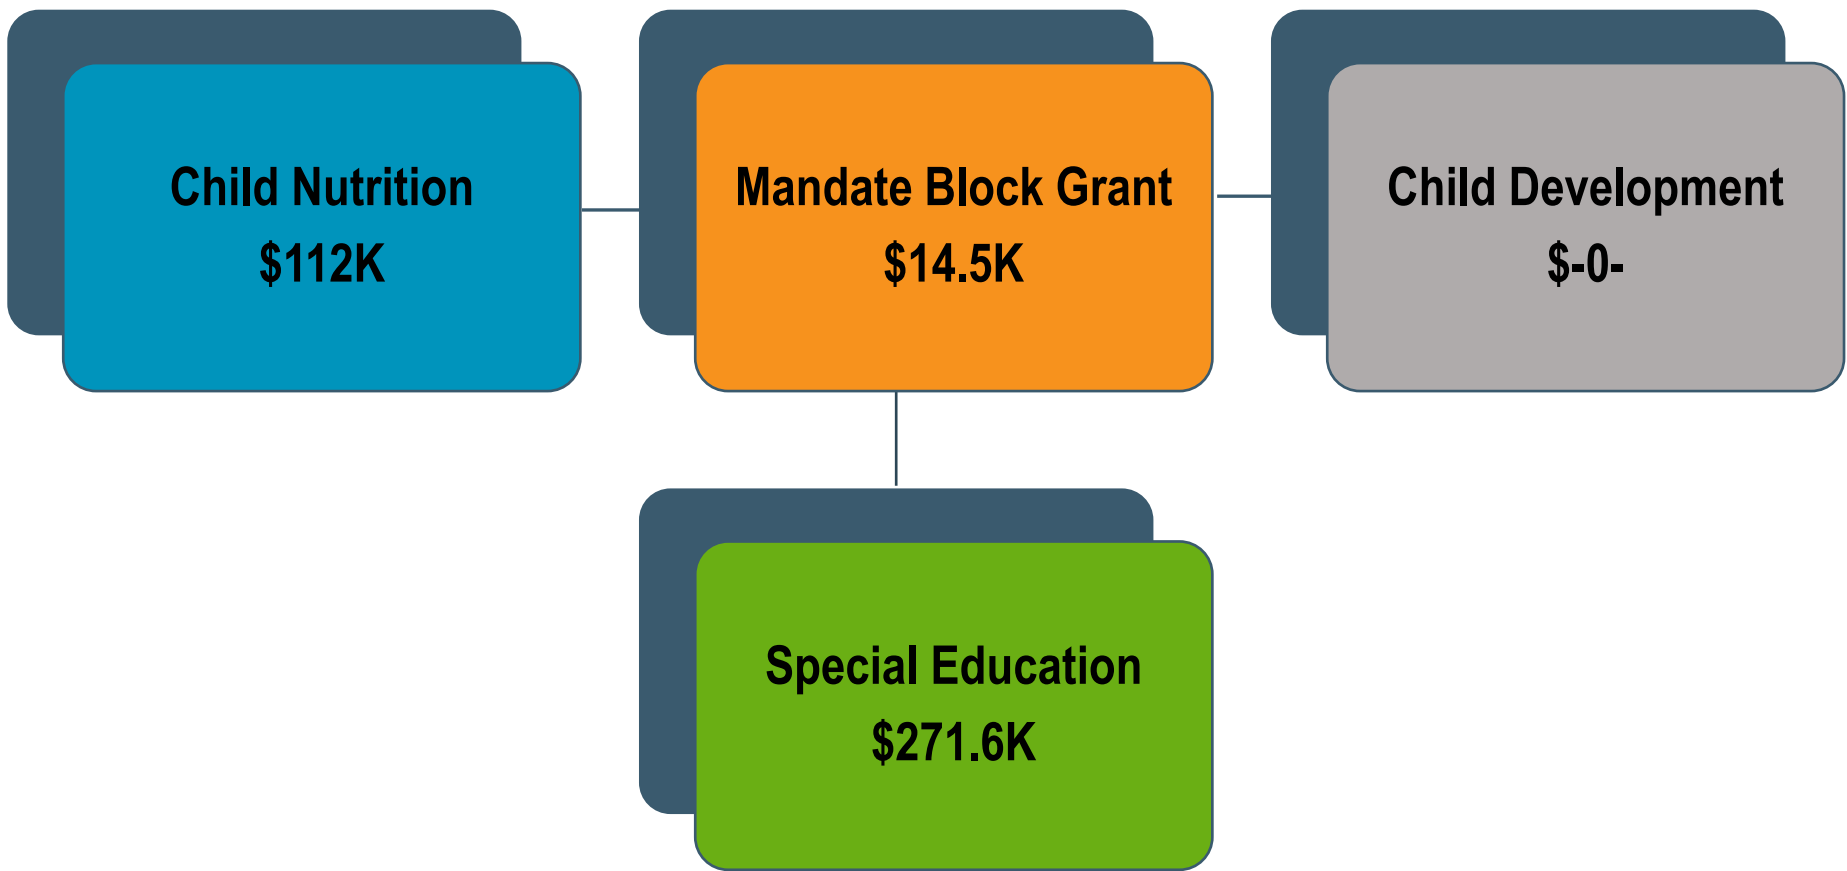 Child Nutrition
$112K
Mandate Block Grant
$14.5K
Child Development
$-0-
Special Education
$271.6K